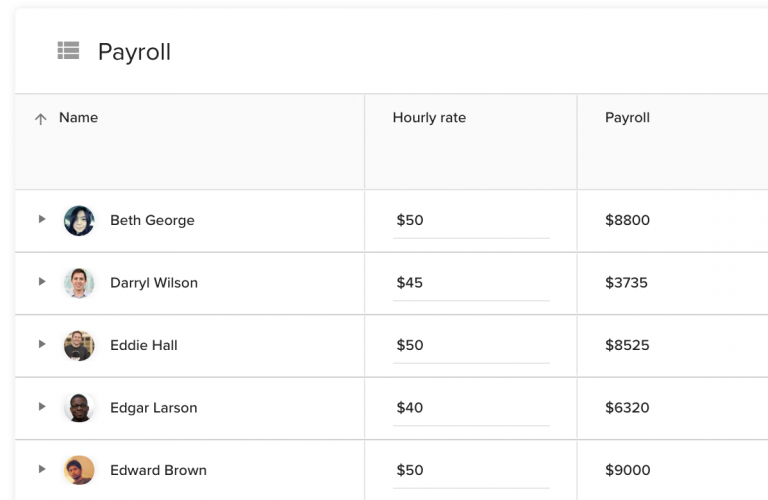 Payroll
Name Hourly rate Payroll
Beth George $50 $8800
Darryl Wilson $45 $3735
Eddie Hall $50 $8525
Edgar Larson $40 $6320
Edward Brown $50 $9000